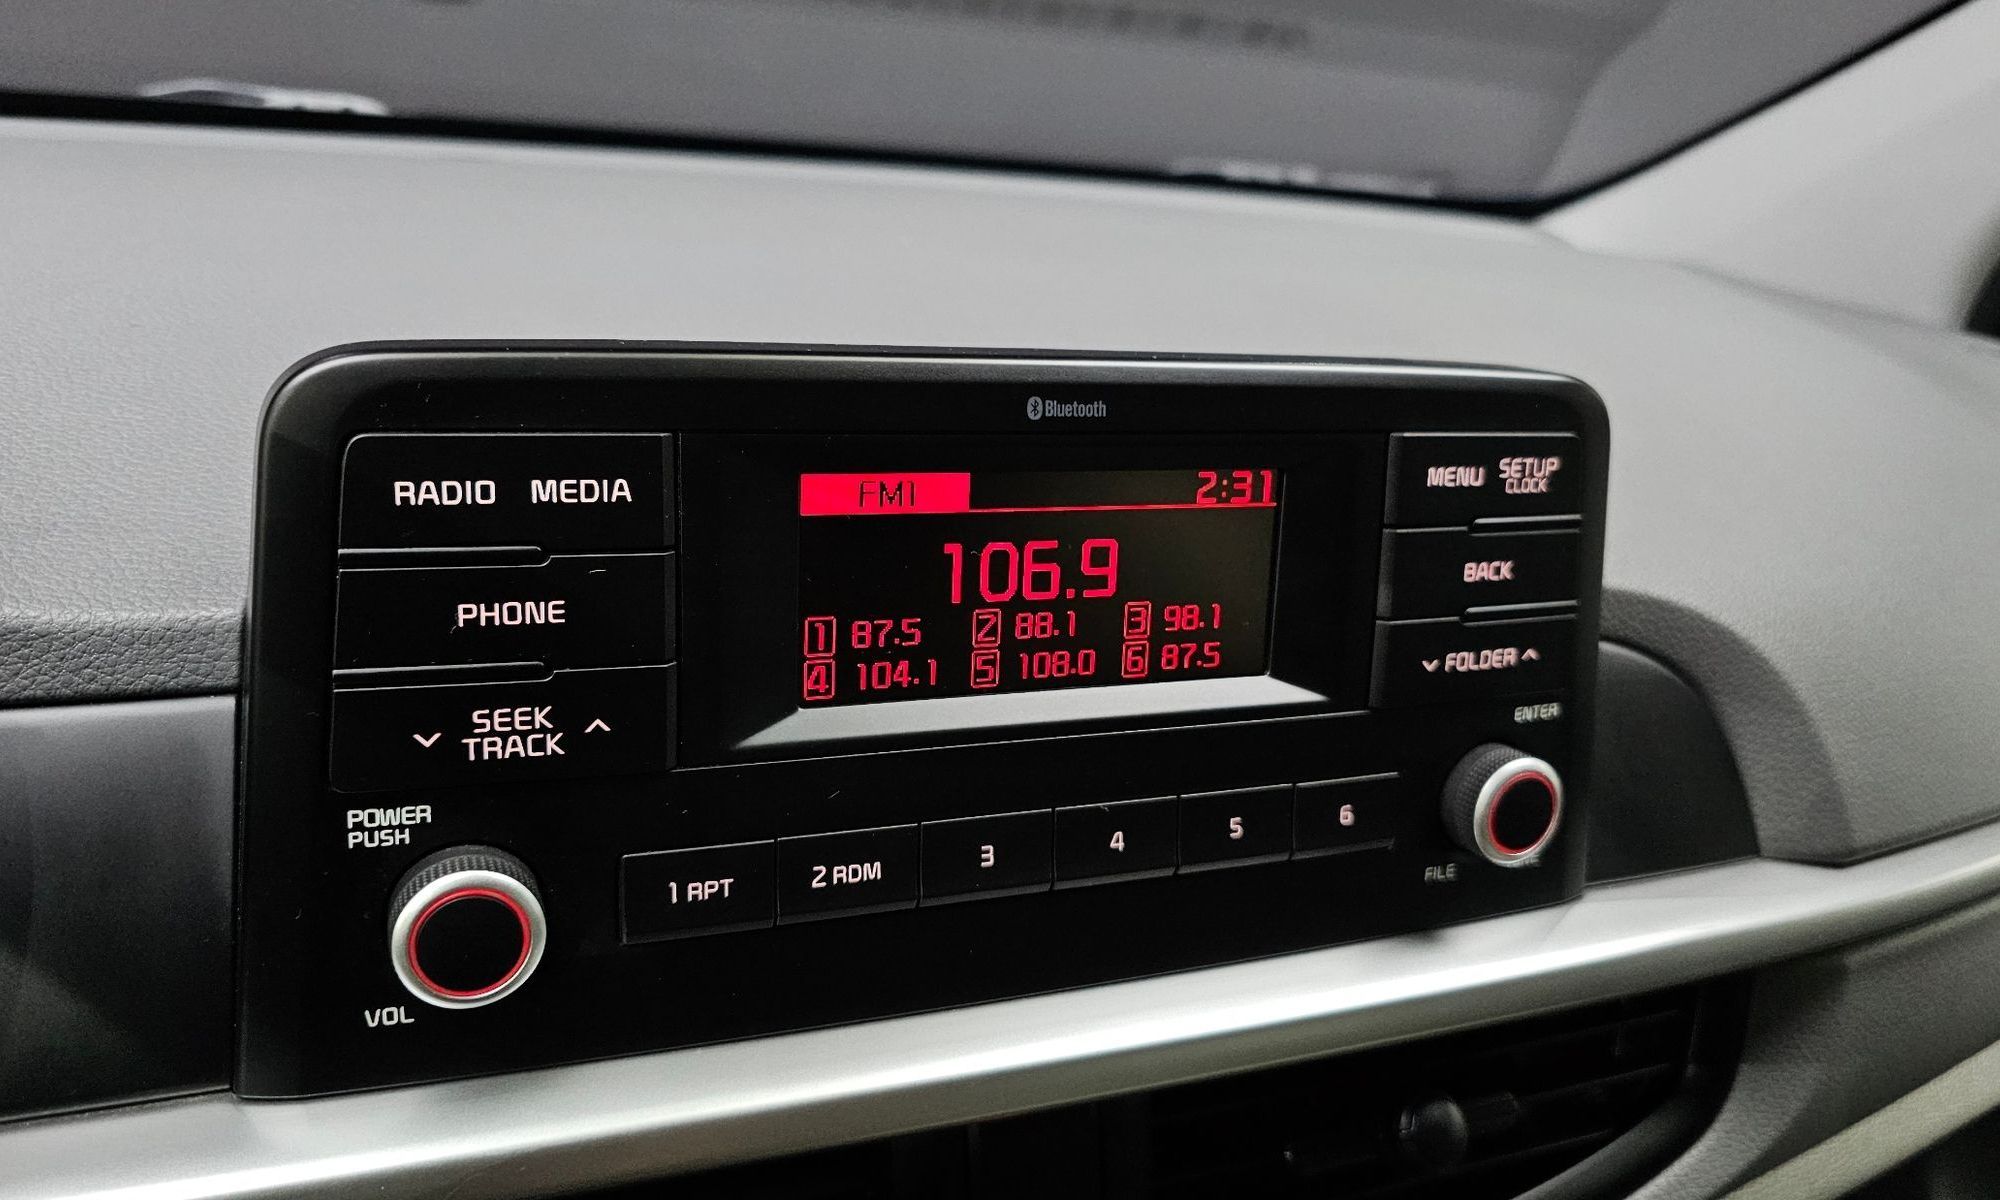 Bluetooth
RADIO MEDIA
FM1 2:31
MENU SETUP
CLOCK
106.9
PHONE
BACK
1 87.5 2 88.1 3 98.1
4 104.1 5 108.0 6 87.5
FOLDER
SEEK
TRACK
ENTER
POWER
PUSH
1 RPT 2 RDM 3 4 5 6
FILE
VOL